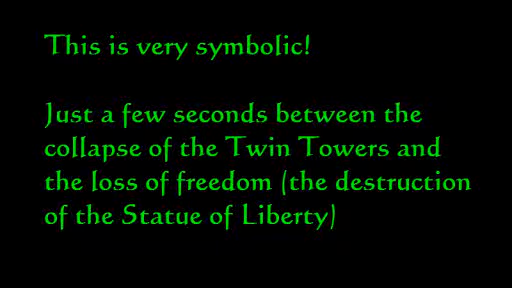 This is very symbolic!
Just a few seconds between the
collapse of the Twin Towers and
the loss of freedom (the destruction
of the Statue of Liberty)